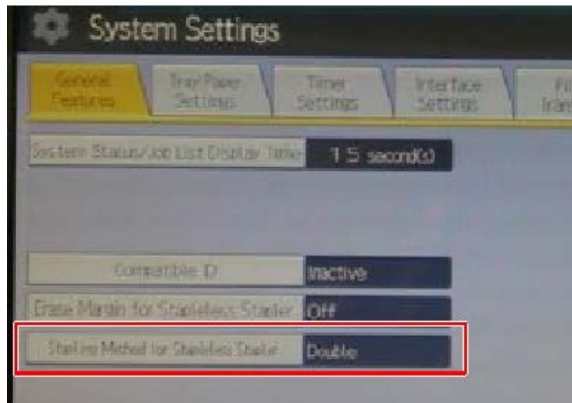 System Settings
General Features
Tray Paper Settings
Timer Settings
Interface Settings
System Status/Job List Display Time
15 second(s)
Compatible ID
Inactive
Erase Margin for Stapleless Stapler
Off
Stapling Method for Stapleless Stapler
Double